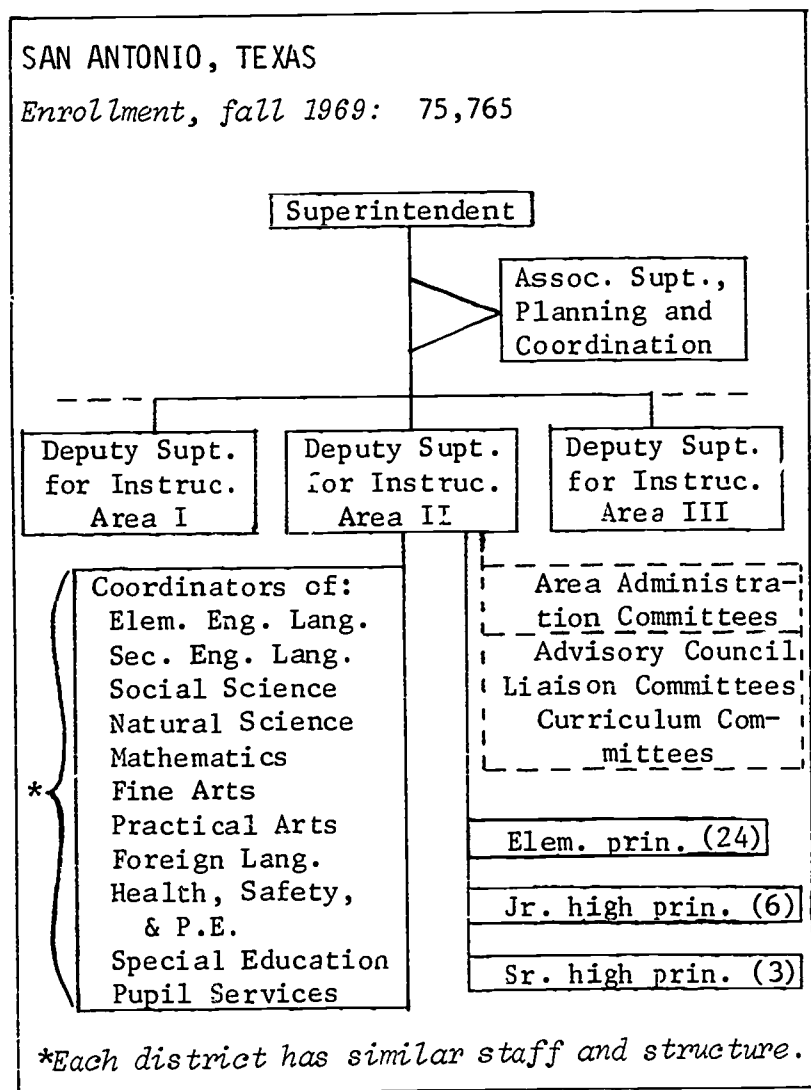 SAN ANTONIO, TEXAS
Enrollment, fall 1969: 75,765
Superintendent
Assoc. Supt.,
Planning and
Coordination
Deputy Supt.
for Instruc.
Area I
Deputy Supt.
for Instruc.
Area II
Deputy Supt.
for Instruc.
Area III
Coordinators of:
Elem. Eng. Lang.
Sec. Eng. Lang.
Social Science
Natural Science
Mathematics
Fine Arts
Practical Arts
Foreign Lang.
Health, Safety,
& P.E.
Special Education
Pupil Services
*
Area Administra-
tion Committees
Advisory Council
Liaison Committees
Curriculum Com-
mittees
Elem. prin. (24)
Jr. high prin. (6)
Sr. high prin. (3)
*Each district has similar staff and structure.